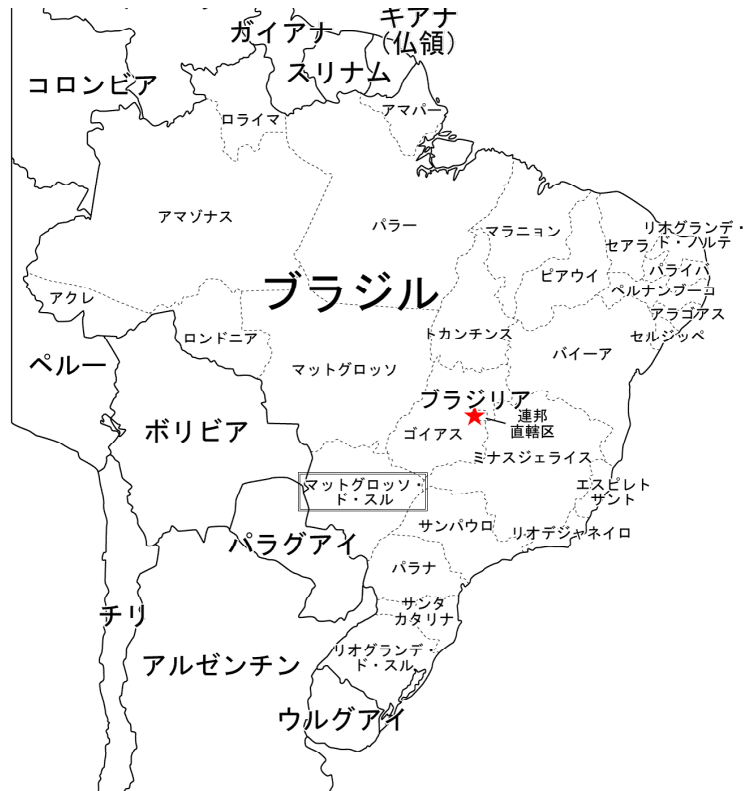 キアナ
(仏領)
ガイアナ
スリナム
コロンビア
アマパー
ロライマ
アマゾナス
パラー
マラニョン
セアラ
リオグランデ・
ド・ノルテ
パライバ
ピアウイ
ペルナンブーコ
アラゴアス
セルジッペ
アクレ
ブラジル
ロンドニア
トカンチンス
バイーア
マットグロッソ
ペルー
ブラジリア
連邦
直轄区
ボリビア
ゴイアス
ミナスジェライス
マットグロッソ・
ド・スル
エスピレト
サント
サンパウロ
リオデジャネイロ
パラグアイ
パラナ
サンタ
カタリナ
チリ
アルゼンチン
リオグランデ・
ド・スル
ウルグアイ